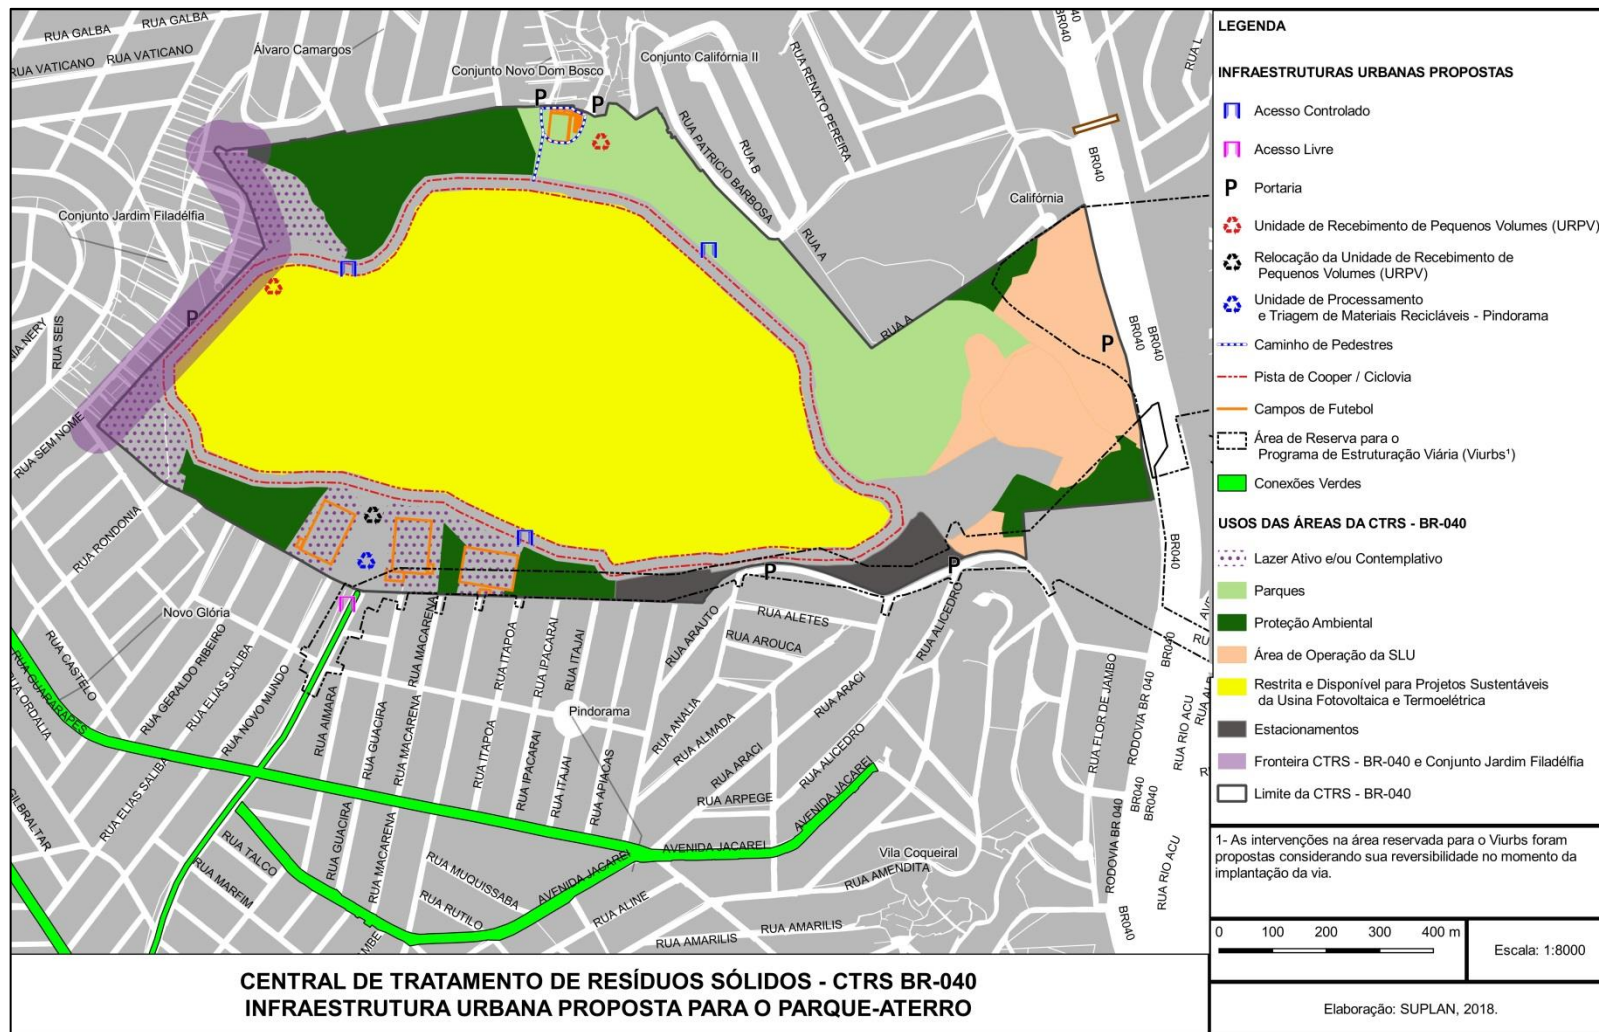 RUA GALBA
RUA GALBA
RUA VATICANO
RUA VATICANO
Álvaro Camargos
Conjunto Novo Dom Bosco
Conjunto Califórnia II
RUA RENATO PEREIRA
BR040
RUA L
P
P
RUA PATRICIO BARBOSA
RUA B
BR040
Conjunto Jardim Filadélfia
Califórnia
RUA A
RUA A
P
P
BR040
BR040
RUA SEIS
RUA SEM NOME
RUA RONDONIA
BR040
P
P
Novo Glória
RUA CASTELO
RUA GUARARAPES
RUA ORDALIA
RUA GERALDO RIBEIRO
RUA ELIAS SALIBA
RUA NOVO MUNDO
RUA ELIAS SALIBA
RUA AIMARA
RUA GUACIRA
RUA MACARENA
RUA MACARENA
RUA ITAPOA
RUA ITAPOA
RUA IPACARAI
RUA IPACARAI
RUA ITAJAI
RUA ITAJAI
RUA APIACAS
Pindorama
RUA ARAUTO
RUA ALETES
RUA AROUCA
RUA ALICEDRO
RUA ANALIA
RUA ALMADA
RUA ARACI
RUA ARACI
RUA ALICEDRO
RUA ARPEGE
AVENIDA JACAREI
AVENIDA JACAREI
AVENIDA JACAREI
RUA FLOR DE JAMBO
RODOVIA BR 040
BR040
RUA RIO ACU
BR040
BR040
RODOVIA BR 040
RUA RIO ACU
BR040
GILBRALTAR
RUA TALCO
RUA MARFIM
RUA GUACIRA
RUA MACARENA
RUA MUQUISSABA
RUA RUTILO
RUA ALINE
Vila Coqueiral
RUA AMENDITA
RUA AMARILIS
RUA AMARILIS
CENTRAL DE TRATAMENTO DE RESÍDUOS SÓLIDOS - CTRS BR-040
INFRAESTRUTURA URBANA PROPOSTA PARA O PARQUE-ATERRO
LEGENDA
INFRAESTRUTURAS URBANAS PROPOSTAS
Acesso Controlado
Acesso Livre
P Portaria
Unidade de Recebimento de Pequenos Volumes (URPV)
Relocação da Unidade de Recebimento de
Pequenos Volumes (URPV)
Unidade de Processamento
e Triagem de Materiais Recicláveis - Pindorama
Caminho de Pedestres
Pista de Cooper / Ciclovia
Campos de Futebol
Área de Reserva para o
Programa de Estruturação Viária (Viurbs¹)
Conexões Verdes
USOS DAS ÁREAS DA CTRS - BR-040
Lazer Ativo e/ou Contemplativo
Parques
Proteção Ambiental
Área de Operação da SLU
Restrita e Disponível para Projetos Sustentáveis
da Usina Fotovoltaica e Termoelétrica
Estacionamentos
Fronteira CTRS - BR-040 e Conjunto Jardim Filadélfia
Limite da CTRS - BR-040
1- As intervenções na área reservada para o Viurbs foram
propostas considerando sua reversibilidade no momento da
implantação da via.
0 100 200 300 400 m
Escala: 1:8000
Elaboração: SUPLAN, 2018.